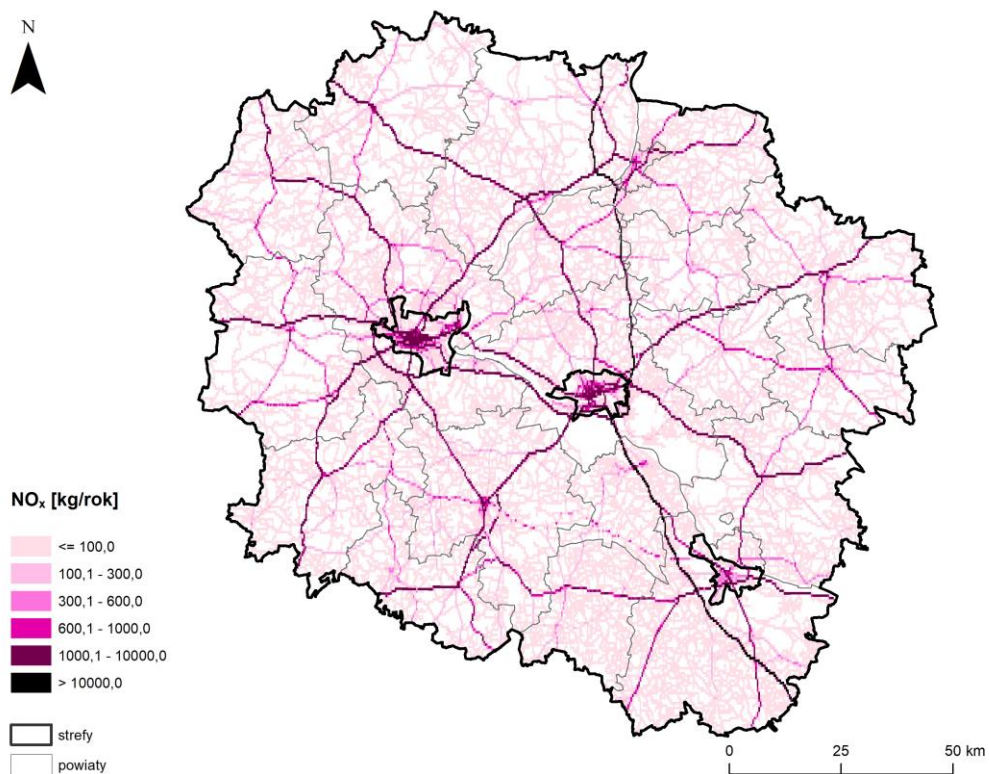 N
NOx [kg/rok]
<= 100,0
100,1 - 300,0
300,1 - 600,0
600,1 - 1000,0
1000,1 - 10000,0
> 10000,0
strefy
powiaty
0 25 50 km